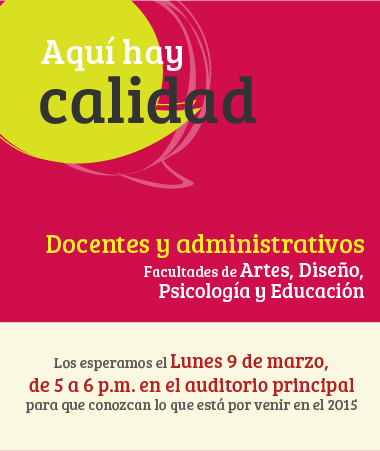 Aquí hay
calidad
Docentes y administrativos
Facultades de Artes, Diseño,
Psicología y Educación
Los esperamos el Lunes 9 de marzo,
de 5 a 6 p.m. en el auditorio principal
para que conozcan lo que está por venir en el 2015